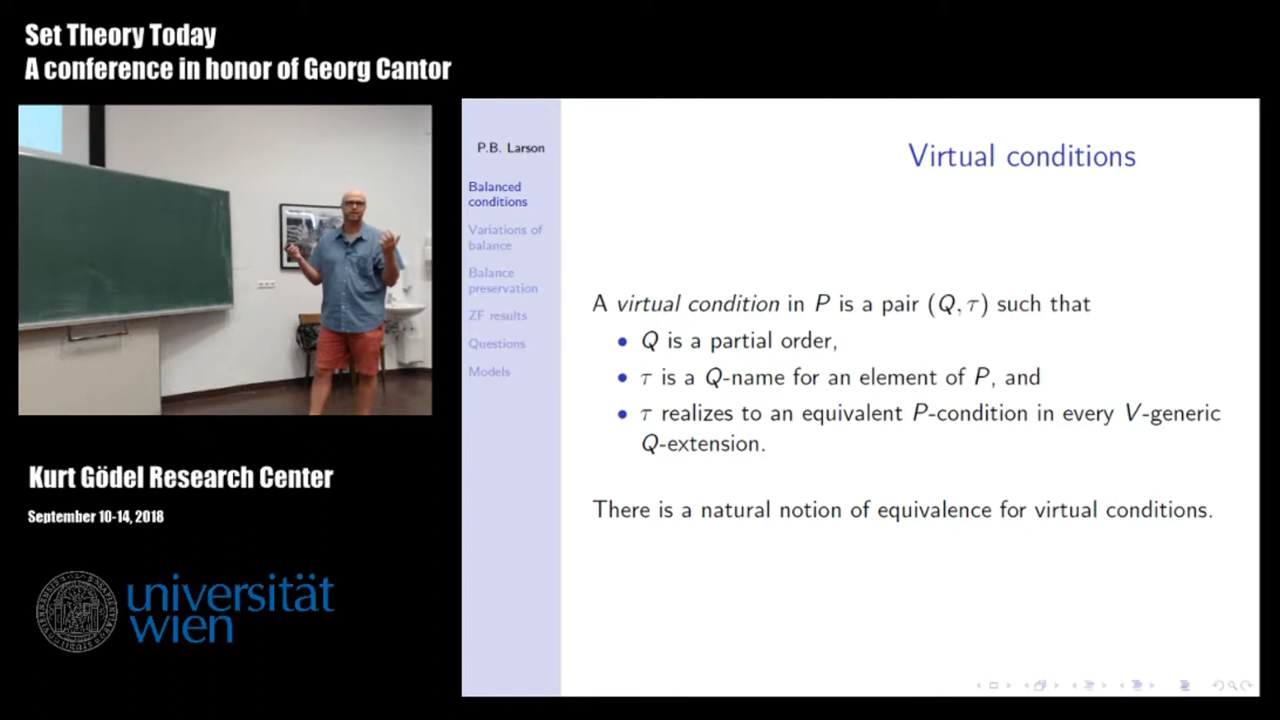 Set Theory Today
A conference in honor of Georg Cantor
Kurt Gödel Research Center
September 10-14, 2018
universität
wien
P.B. Larson
Balanced
conditions
Variations of
balance
Balance
preservation
ZF results
Questions
Models
Virtual conditions
A virtual condition in P is a pair (Q, τ) such that
• Q is a partial order,
• τ is a Q-name for an element of P, and
• τ realizes to an equivalent P-condition in every V-generic
Q-extension.
There is a natural notion of equivalence for virtual conditions.